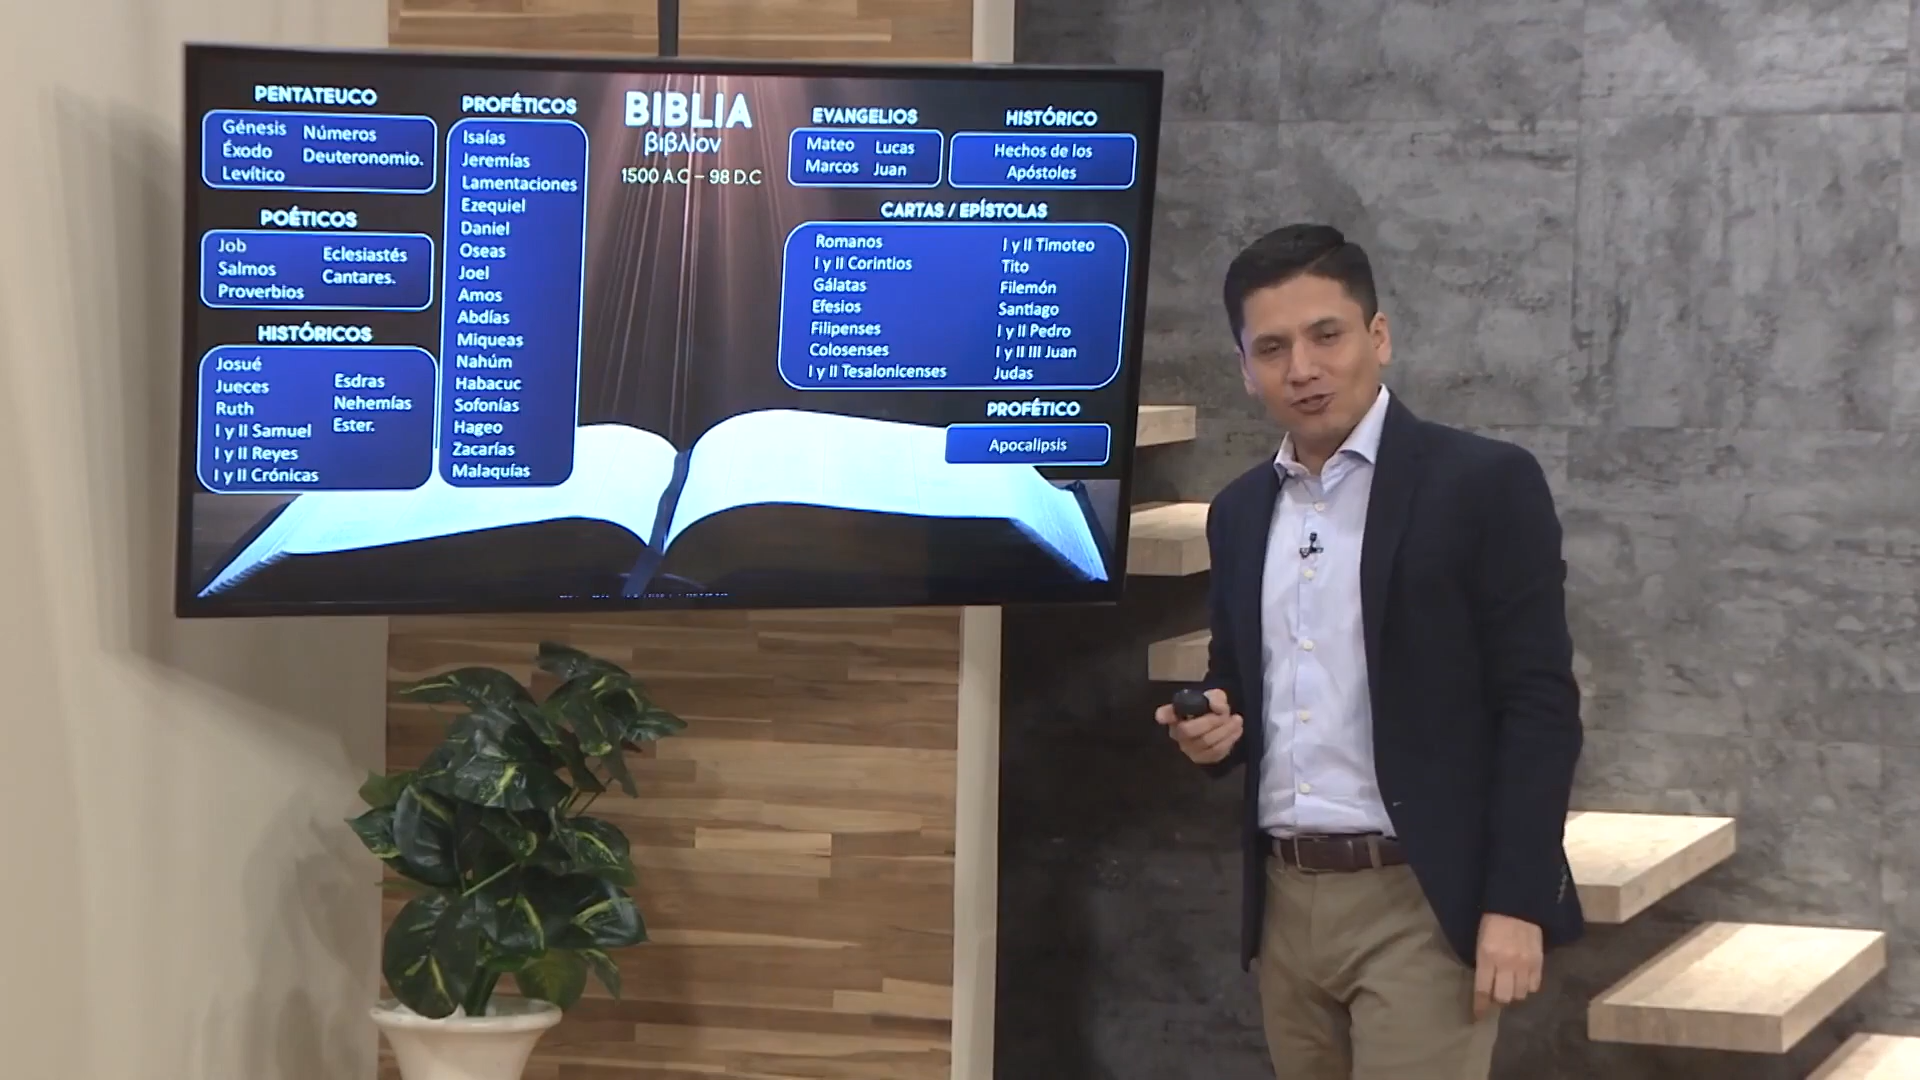 PENTATEUCO
Génesis
Éxodo
Levítico
Números
Deuteronomio.
POÉTICOS
Job
Salmos
Proverbios
Eclesiastés
Cantares.
HISTÓRICOS
Josué
Jueces
Ruth
I y II Samuel
I y II Reyes
I y II Crónicas
Esdras
Nehemías
Ester.
PROFÉTICOS
Isaías
Jeremías
Lamentaciones
Ezequiel
Daniel
Oseas
Joel
Amos
Abdías
Miqueas
Nahúm
Habacuc
Sofonías
Hageo
Zacarías
Malaquías
BIBLIA
βιβλίον
1500 A.C – 98 D.C
EVANGELIOS
Mateo
Marcos
Lucas
Juan
HISTÓRICO
Hechos de los
Apóstoles
CARTAS / EPÍSTOLAS
Romanos
I y II Corintios
Gálatas
Efesios
Filipenses
Colosenses
I y II Tesalonicenses
I y II Timoteo
Tito
Filemón
Santiago
I y II Pedro
I y II III Juan
Judas
PROFÉTICO
Apocalipsis